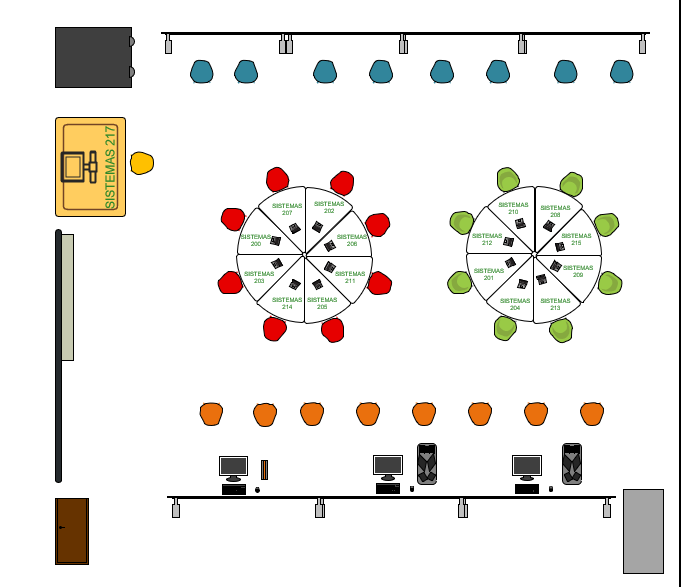 SISTEMAS 217
SISTEMAS
207
SISTEMAS
202
SISTEMAS
200
SISTEMAS
206
SISTEMAS
203
SISTEMAS
211
SISTEMAS
214
SISTEMAS
205
SISTEMAS
210
SISTEMAS
208
SISTEMAS
212
SISTEMAS
215
SISTEMAS
201
SISTEMAS
209
SISTEMAS
204
SISTEMAS
213